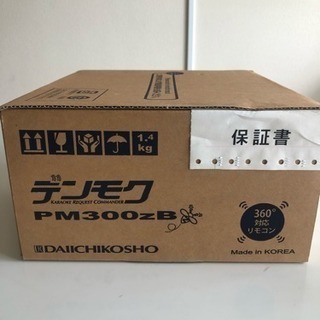 1.4
kg
保証書
デンモク
KARAOKE REQUEST COMMANDER
PM300zB
360°
対応
リモコン
DAIICHIKOSHO
Made in KOREA